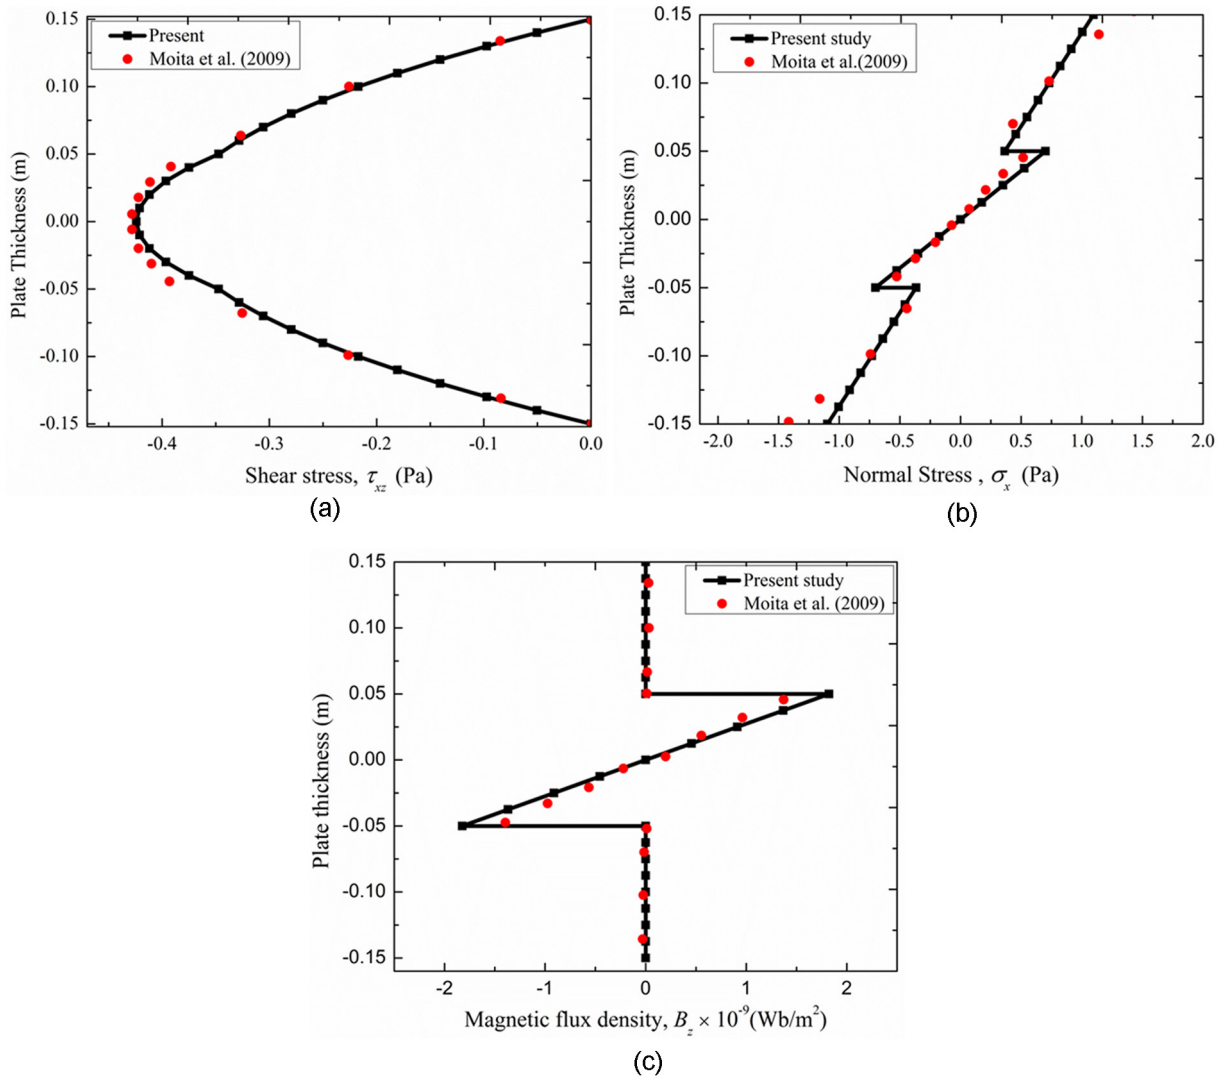 Present
Moita et al. (2009)
0.15
0.10
0.05
0.00
-0.05
-0.10
-0.15
Plate Thickness (m)
-0.4
-0.3
-0.2
-0.1
0.0
Shear stress, τxz (Pa)
(a)
Present study
Moita et al.(2009)
0.15
0.10
0.05
0.00
-0.05
-0.10
-0.15
Plate Thickness (m)
-2.0
-1.5
-1.0
-0.5
0.0
0.5
1.0
1.5
2.0
Normal Stress , σx (Pa)
(b)
Present study
Moita et al. (2009)
0.15
0.10
0.05
0.00
-0.05
-0.10
-0.15
Plate thickness (m)
-2
-1
0
1
2
Magnetic flux density, Bz × 10⁻⁹(Wb/m²)
(c)